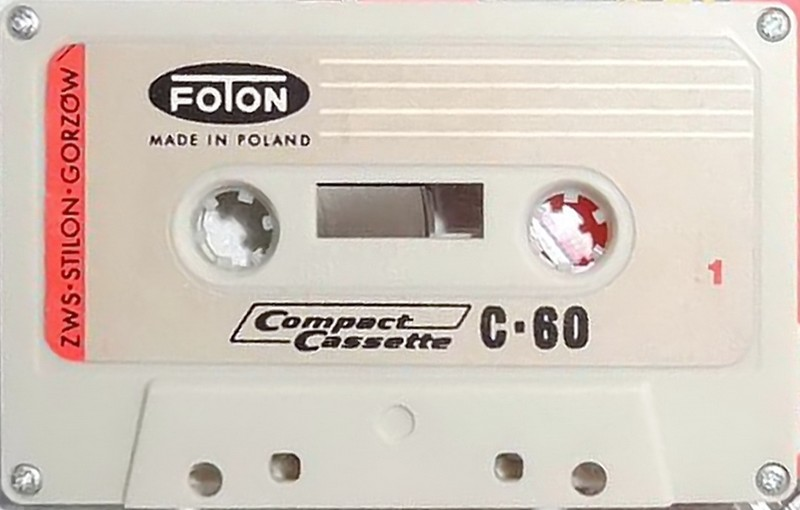 FOTON
MADE IN POLAND
ZWS·STILON·GORZÓW
1
Compact
Cassette
C·60